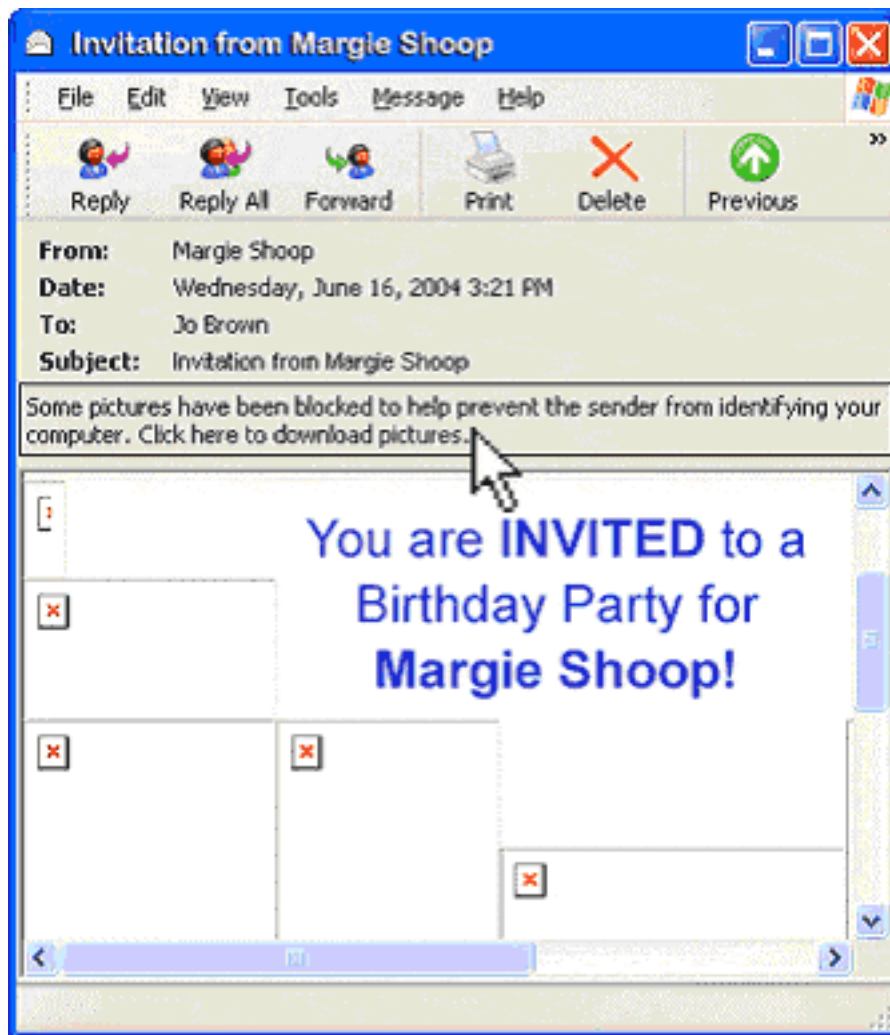 Invitation from Margie Shoop
File Edit View Tools Message Help
»
Reply Reply All Forward Print Delete Previous
From: Margie Shoop
Date: Wednesday, June 16, 2004 3:21 PM
To: Jo Brown
Subject: Invitation from Margie Shoop
Some pictures have been blocked to help prevent the sender from identifying your
computer. Click here to download pictures.
You are INVITED to a
Birthday Party for
Margie Shoop!